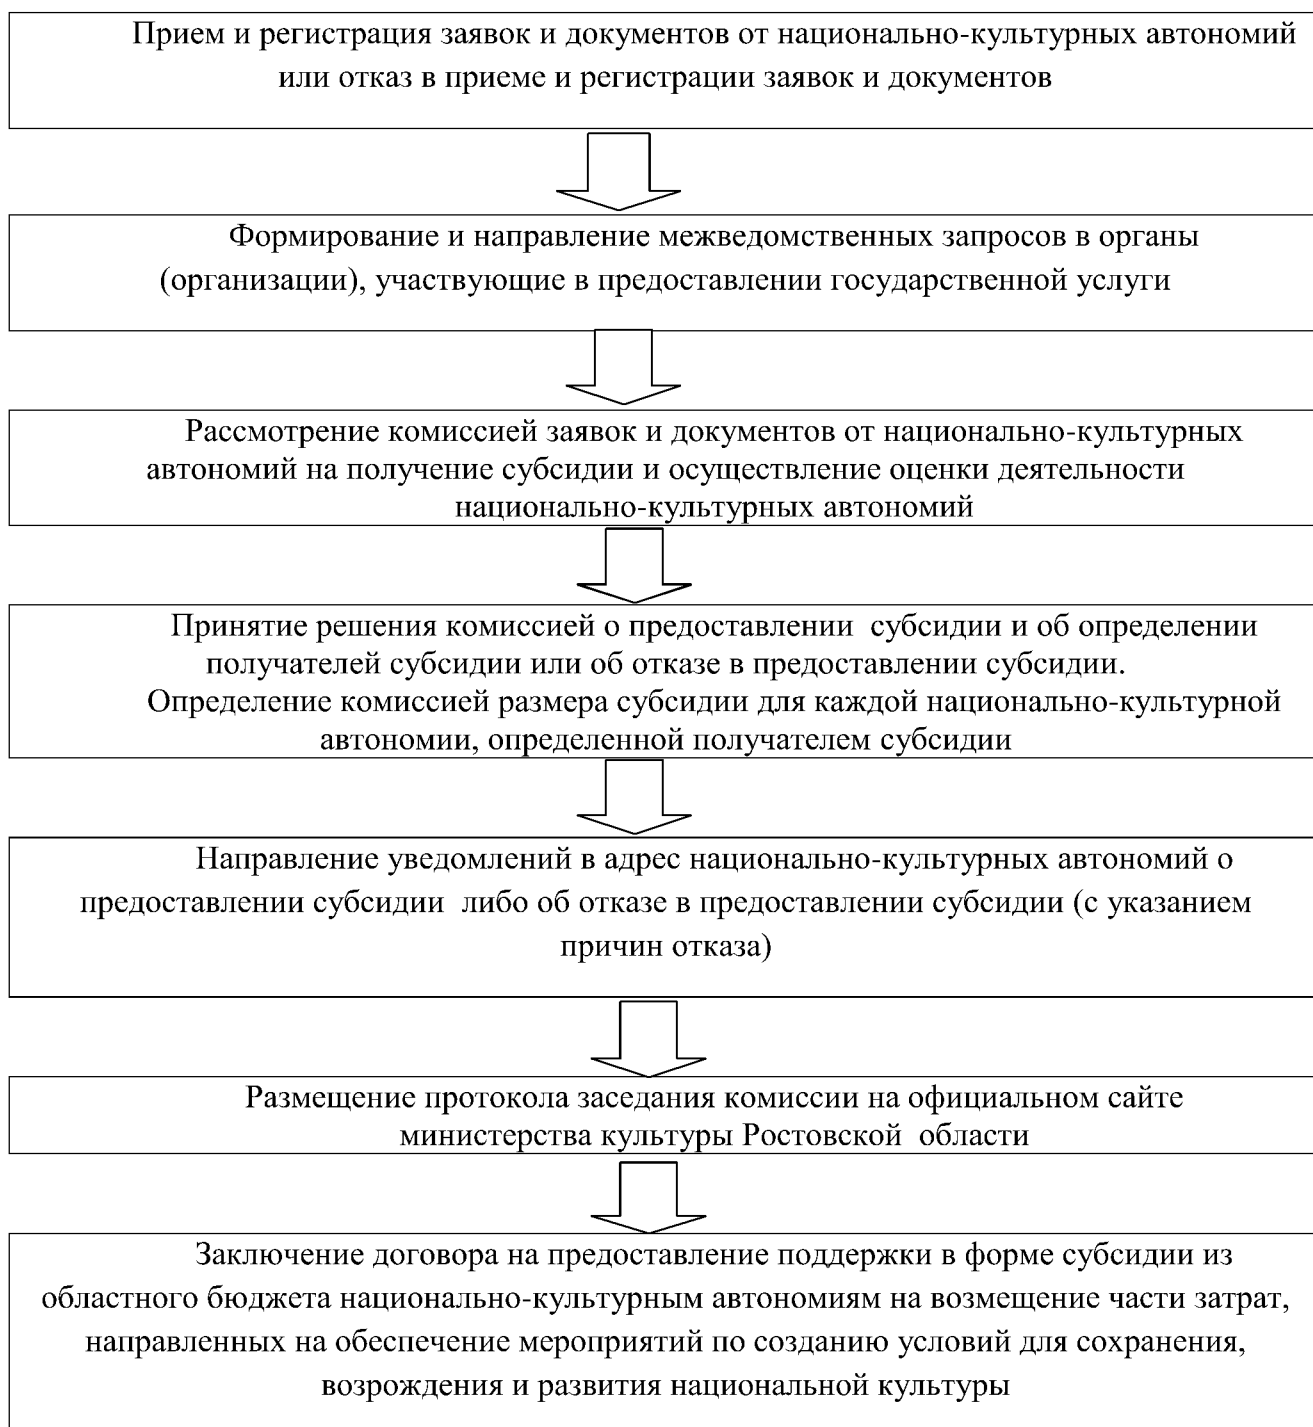 Прием и регистрация заявок и документов от национально-культурных автономий
или отказ в приеме и регистрации заявок и документов
Формирование и направление межведомственных запросов в органы
(организации), участвующие в предоставлении государственной услуги
Рассмотрение комиссией заявок и документов от национально-культурных
автономий на получение субсидии и осуществление оценки деятельности
национально-культурных автономий
Принятие решения комиссией о предоставлении субсидии и об определении
получателей субсидии или об отказе в предоставлении субсидии.
Определение комиссией размера субсидии для каждой национально-культурной
автономии, определенной получателем субсидии
Направление уведомлений в адрес национально-культурных автономий о
предоставлении субсидии либо об отказе в предоставлении субсидии (с указанием
причин отказа)
Размещение протокола заседания комиссии на официальном сайте
министерства культуры Ростовской области
Заключение договора на предоставление поддержки в форме субсидии из
областного бюджета национально-культурным автономиям на возмещение части затрат,
направленных на обеспечение мероприятий по созданию условий для сохранения,
возрождения и развития национальной культуры